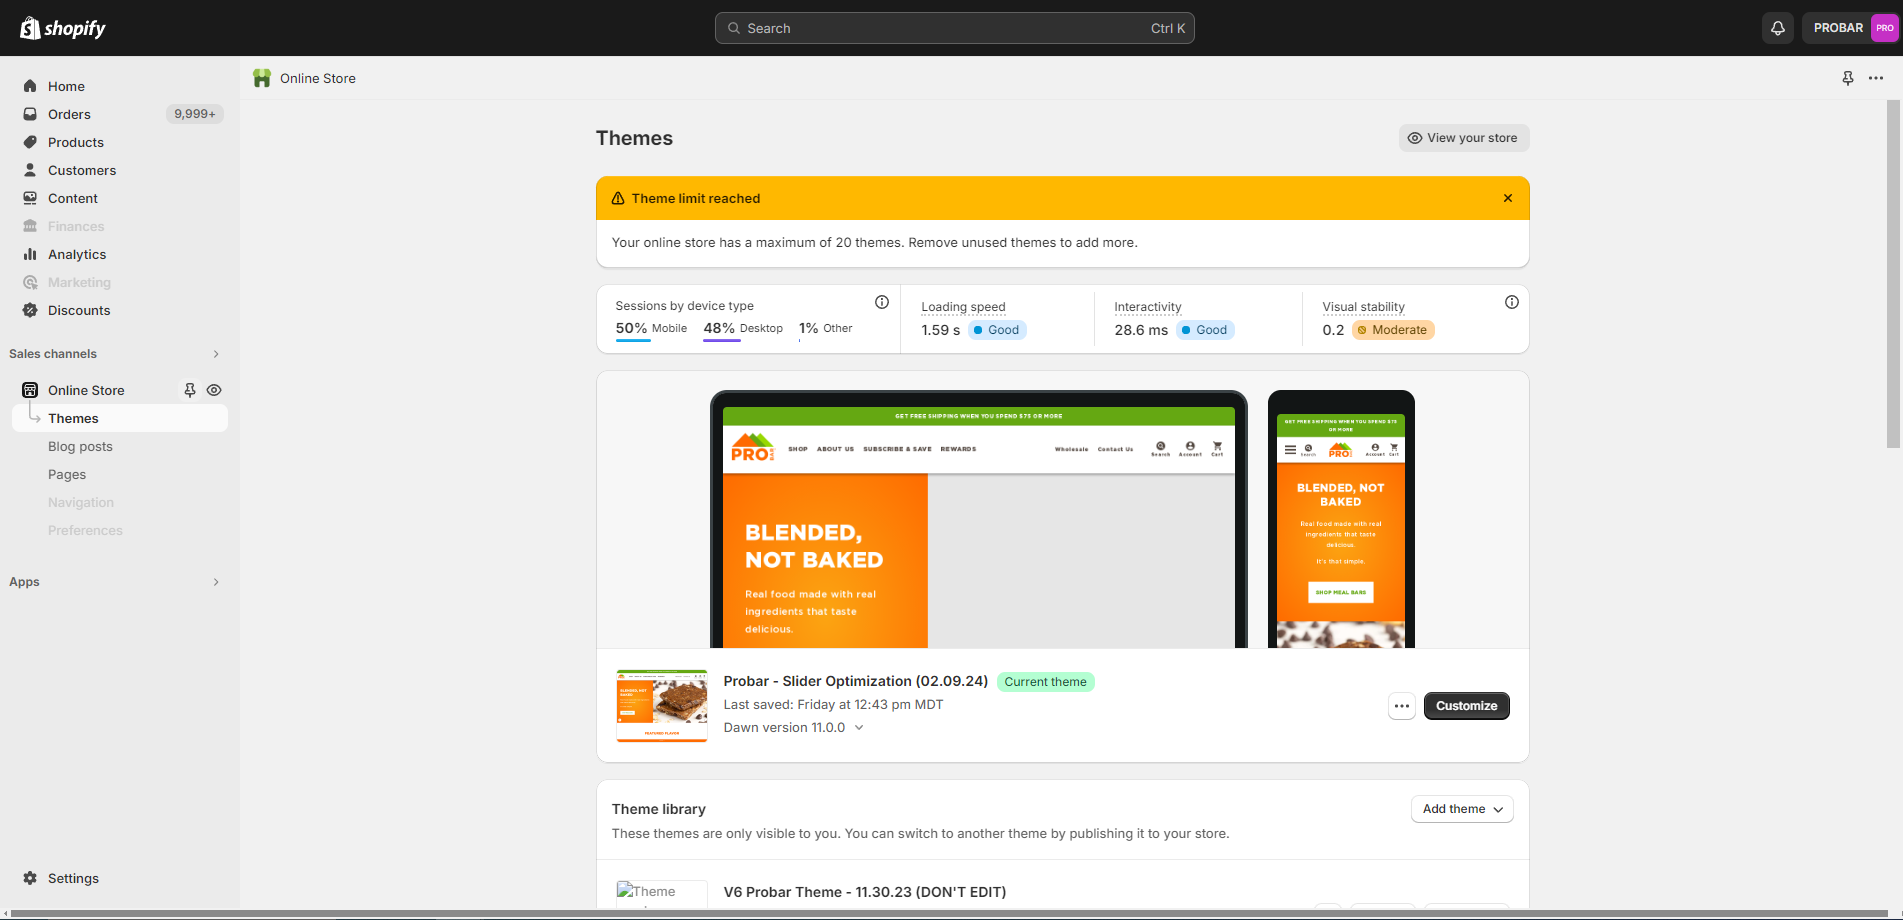 shopify
Search
Ctrl K
PROBAR
PRO
Home
Orders
9,999+
Products
Customers
Content
Finances
Analytics
Marketing
Discounts
Sales channels
Online Store
Themes
Blog posts
Pages
Navigation
Preferences
Apps
Settings
Online Store
Themes
View your store
Theme limit reached
Your online store has a maximum of 20 themes. Remove unused themes to add more.
Sessions by device type
50% Mobile 48% Desktop 1% Other
Loading speed
1.59 s Good
Interactivity
28.6 ms Good
Visual stability
0.2 Moderate
GET FREE SHIPPING WHEN YOU SPEND $75 OR MORE
PRO BAR
SHOP ABOUT US SUBSCRIBE & SAVE REWARDS
Wholesale Contact Us
Search Account Cart
BLENDED,
NOT BAKED
Real food made with real
ingredients that taste
delicious.
GET FREE SHIPPING WHEN YOU SPEND $75
OR MORE
Search
PRO
Account Cart
BLENDED, NOT
BAKED
Real food made with real
ingredients that taste
delicious.
It's that simple.
SHOP MEAL BARS
BLENDED,
NOT BAKED
FEATURED FLAVOR
Probar - Slider Optimization (02.09.24)
Current theme
Last saved: Friday at 12:43 pm MDT
Dawn version 11.0.0
Customize
Theme library
Add theme
These themes are only visible to you. You can switch to another theme by publishing it to your store.
Theme
V6 Probar Theme - 11.30.23 (DON'T EDIT)